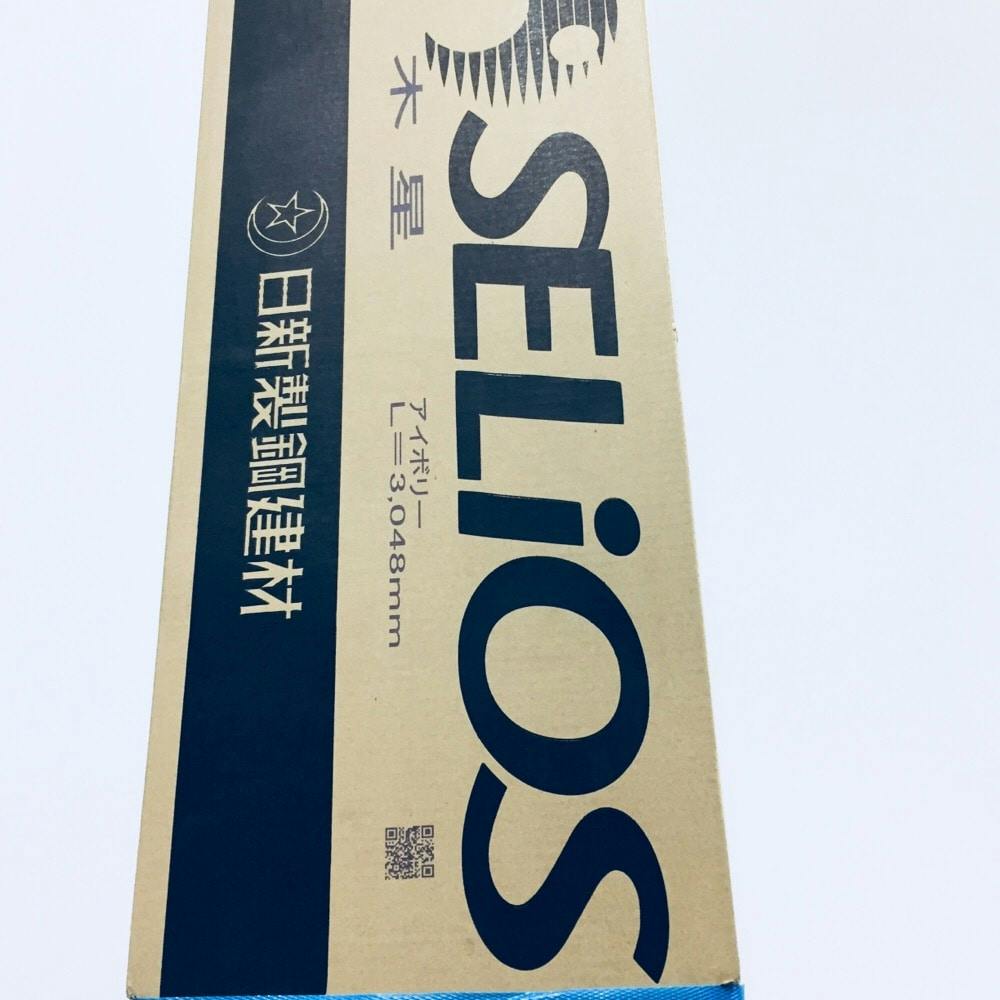 SELiOS
木星
アイボリー
L=3,048mm
日新製鋼建材